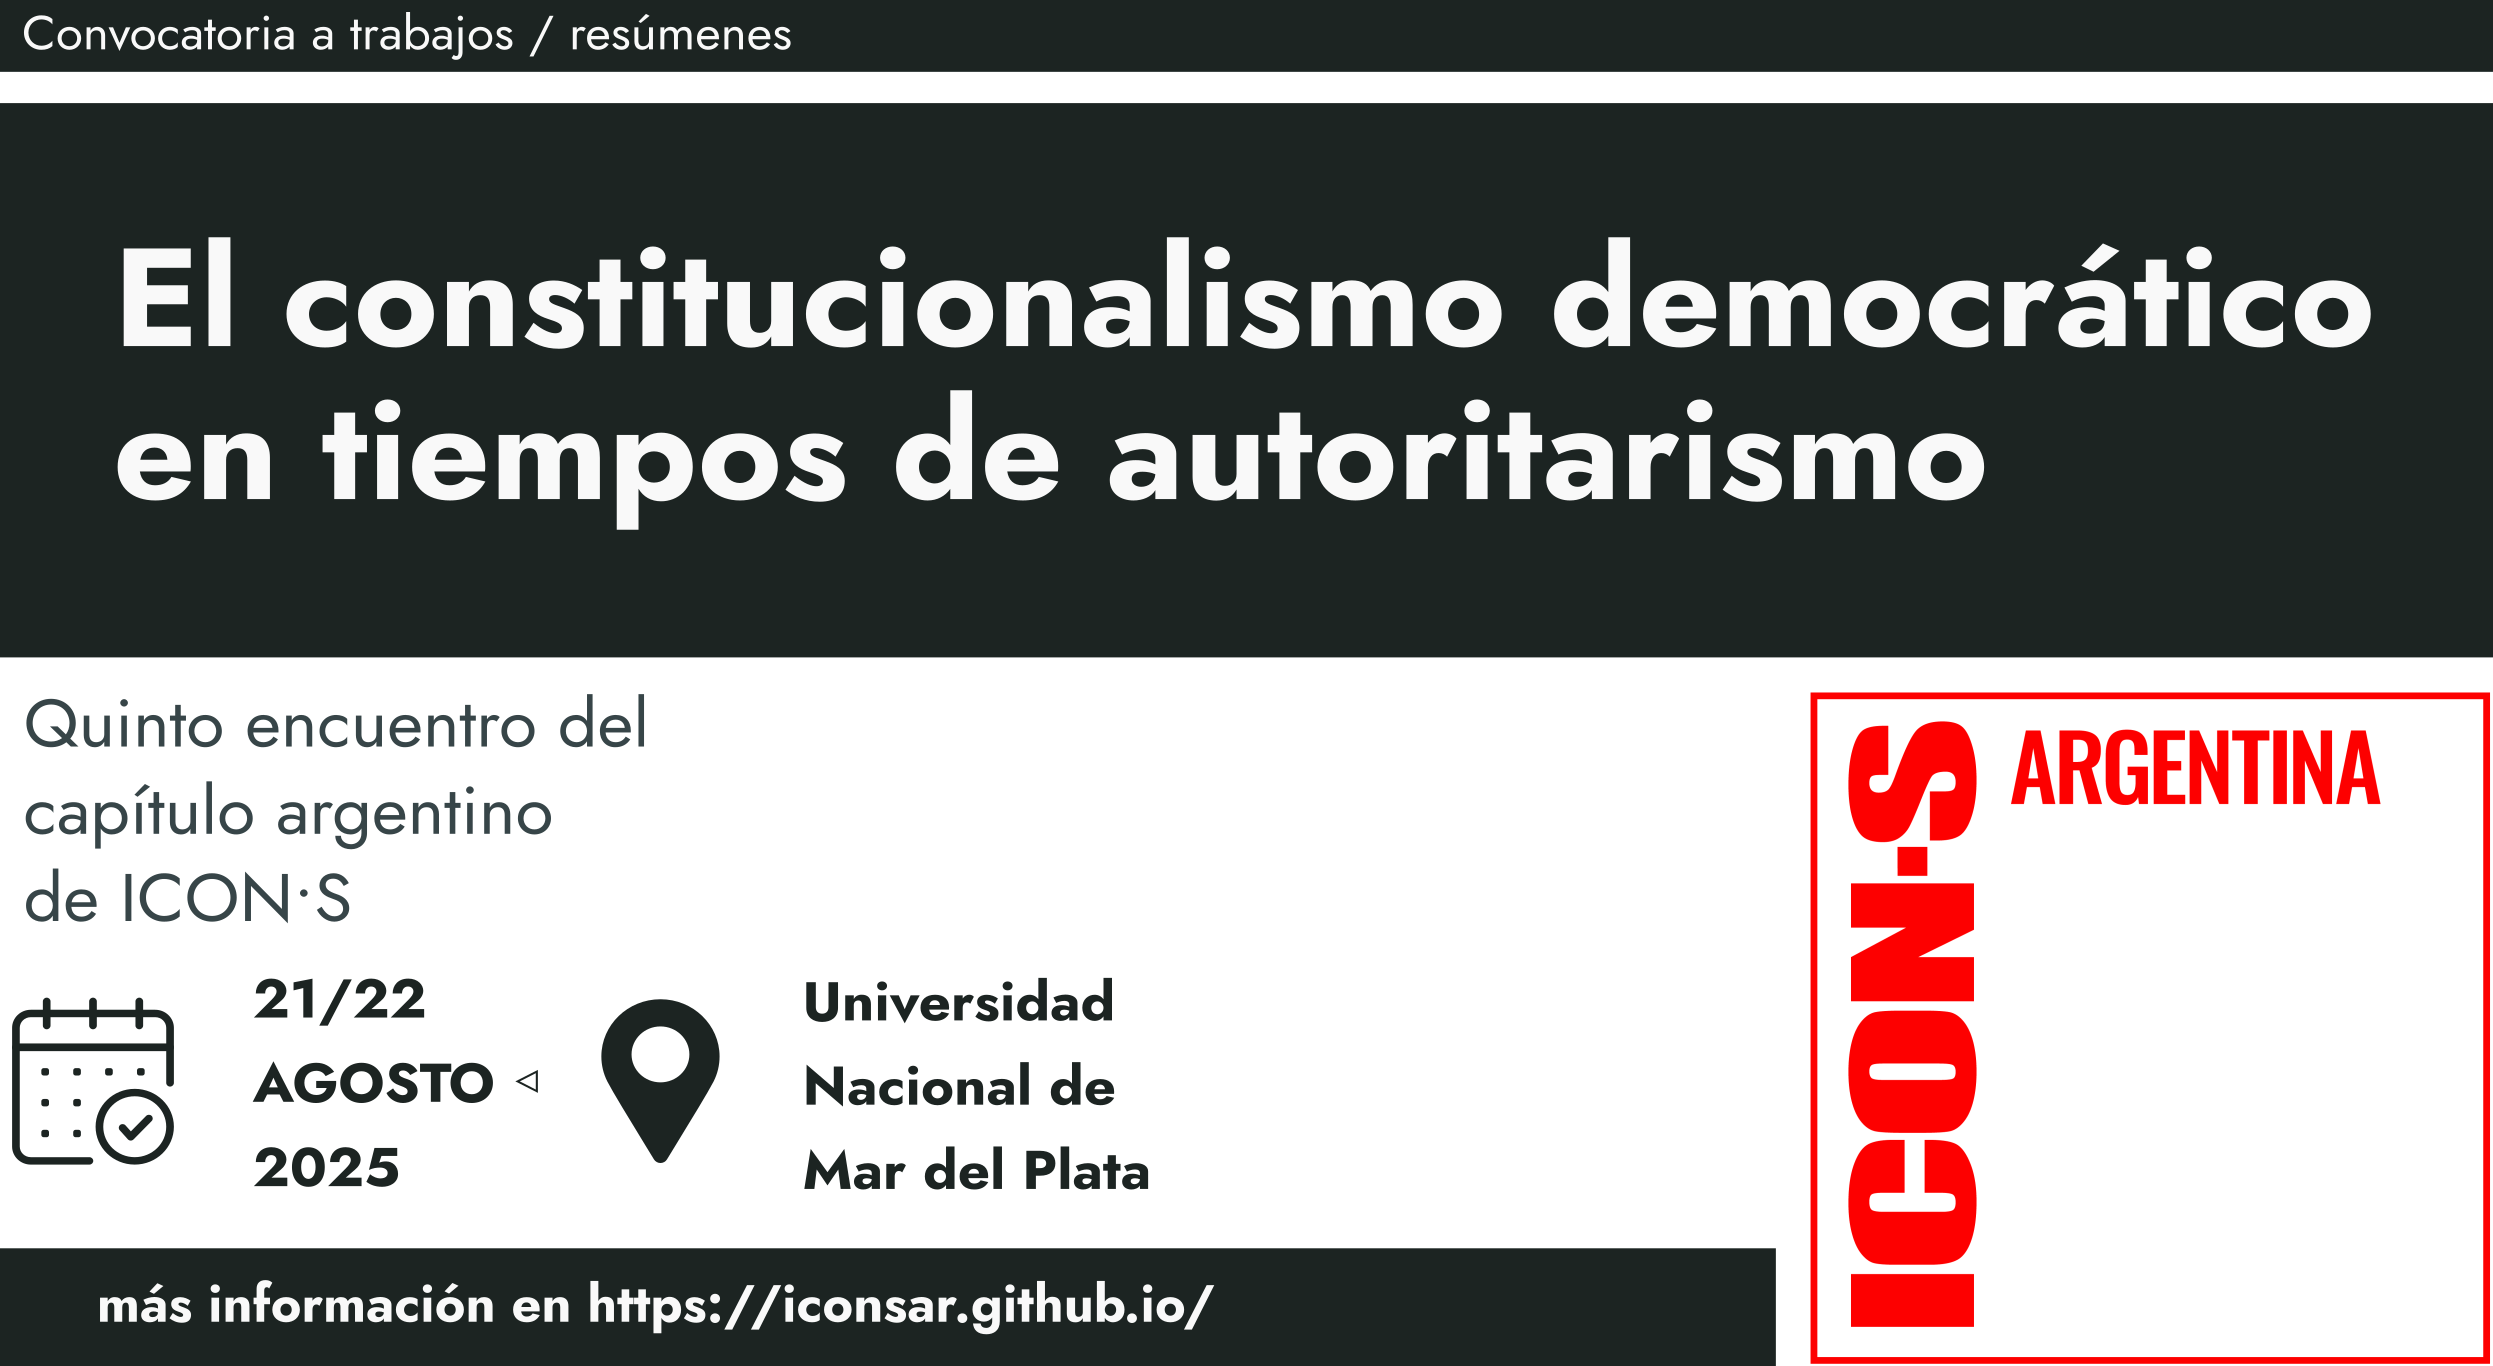 Convocatoria a trabajos / resúmenes
El constitucionalismo democrático
en tiempos de autoritarismo
Quinto encuentro del
capítulo argentino
de ICON•S
21/22
AGOSTO
2025
Universidad
Nacional de
Mar del Plata
ICON-S
ARGENTINA
más información en https://iconsar.github.io/